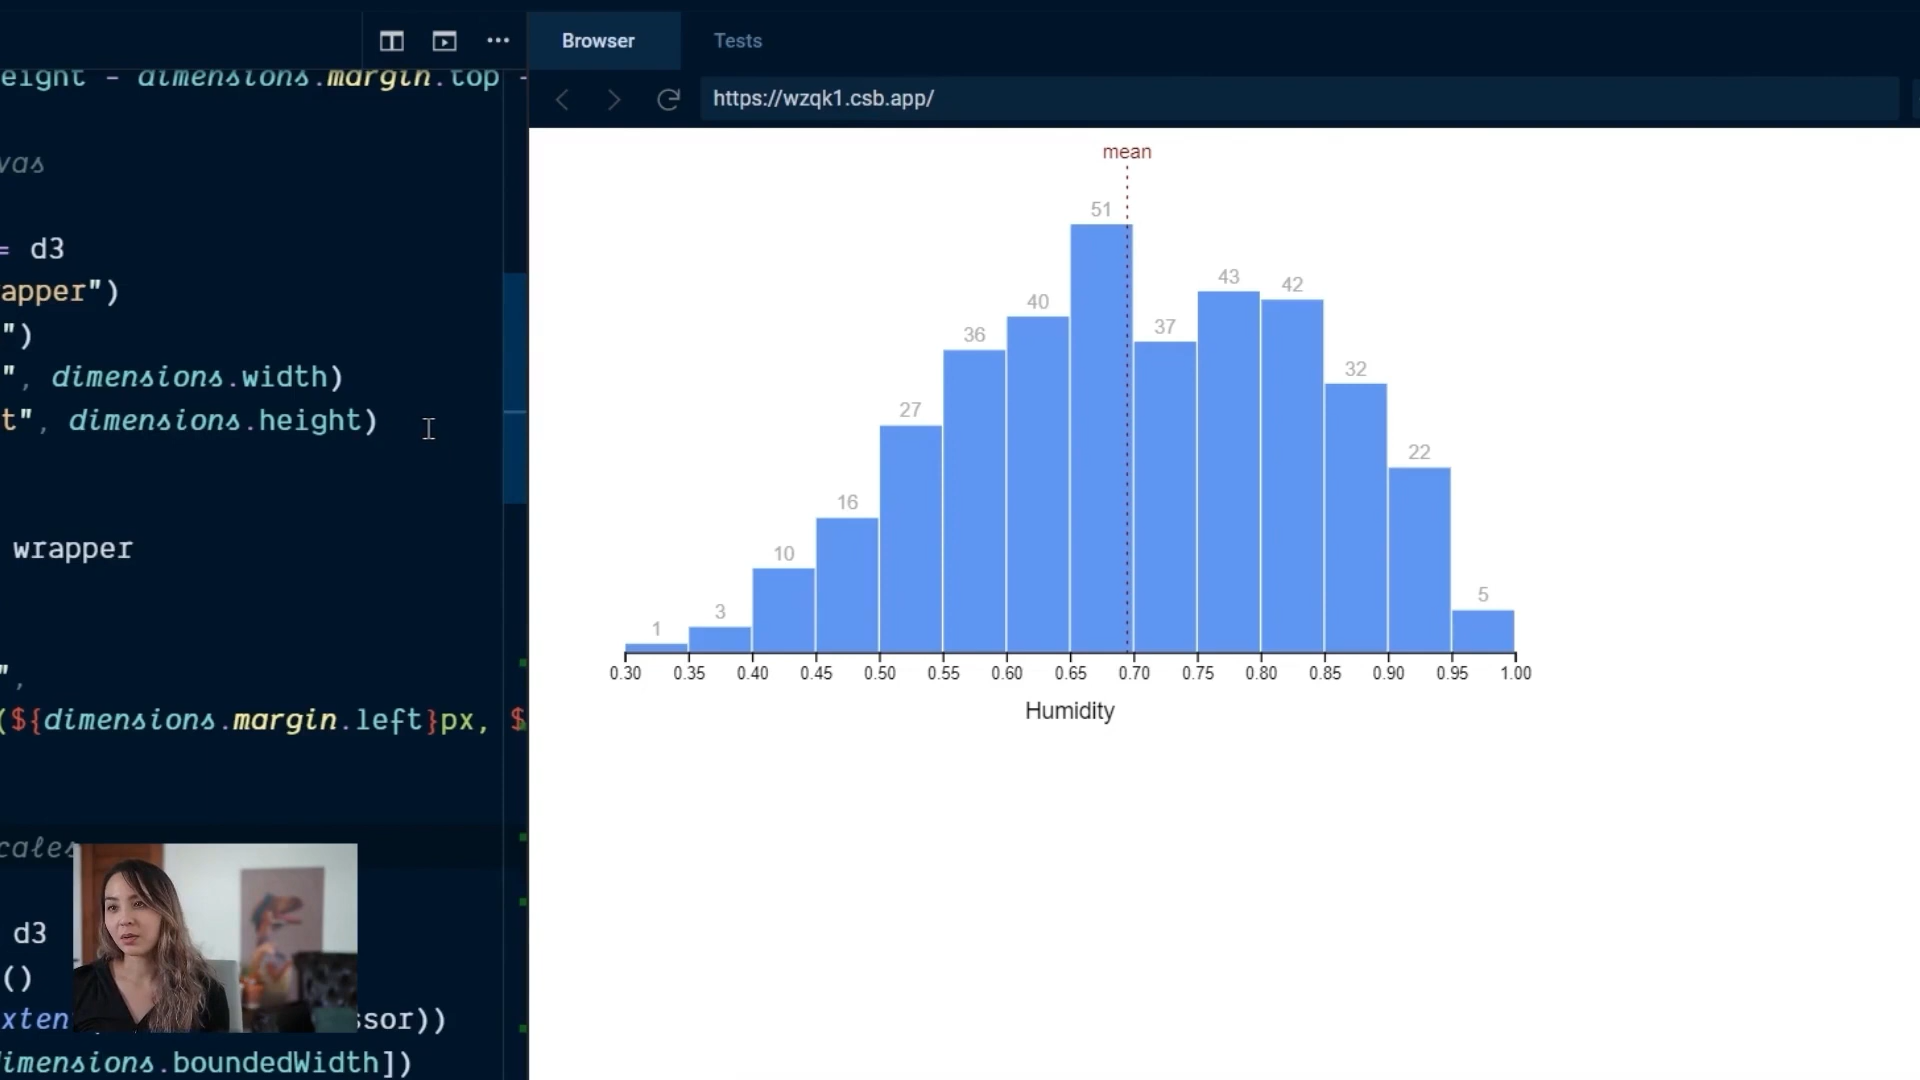 Browser
Tests
eight - dimensions.margin.top -
https://wzqk1.csb.app/
vas
= d3
apper")
")
", dimensions.width)
t", dimensions.height)
wrapper
",
(${dimensions.margin.left}px, $
cales
d3
()
xten
ssor))
dimensions.boundedWidth])
mean
51
43
42
40
37
36
32
27
22
16
10
5
3
1
0.30 0.35 0.40 0.45 0.50 0.55 0.60 0.65 0.70 0.75 0.80 0.85 0.90 0.95 1.00
Humidity